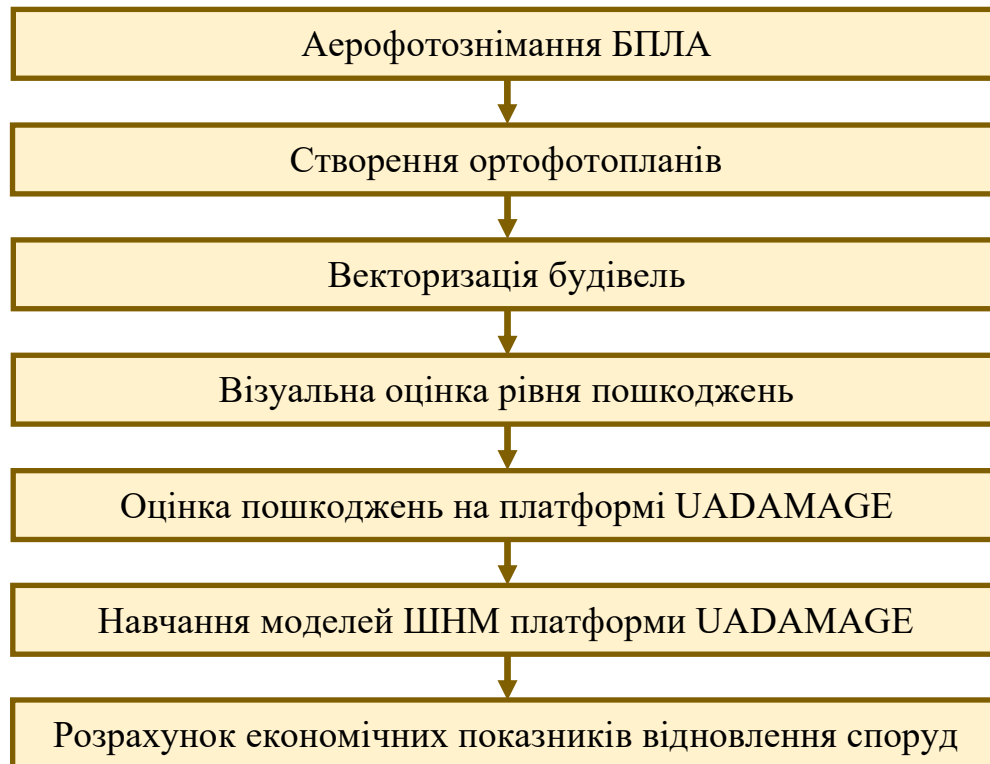 Аерофотознімання БПЛА
Створення ортофотопланів
Векторизація будівель
Візуальна оцінка рівня пошкоджень
Оцінка пошкоджень на платформі UADAMAGE
Навчання моделей ШНМ платформи UADAMAGE
Розрахунок економічних показників відновлення споруд